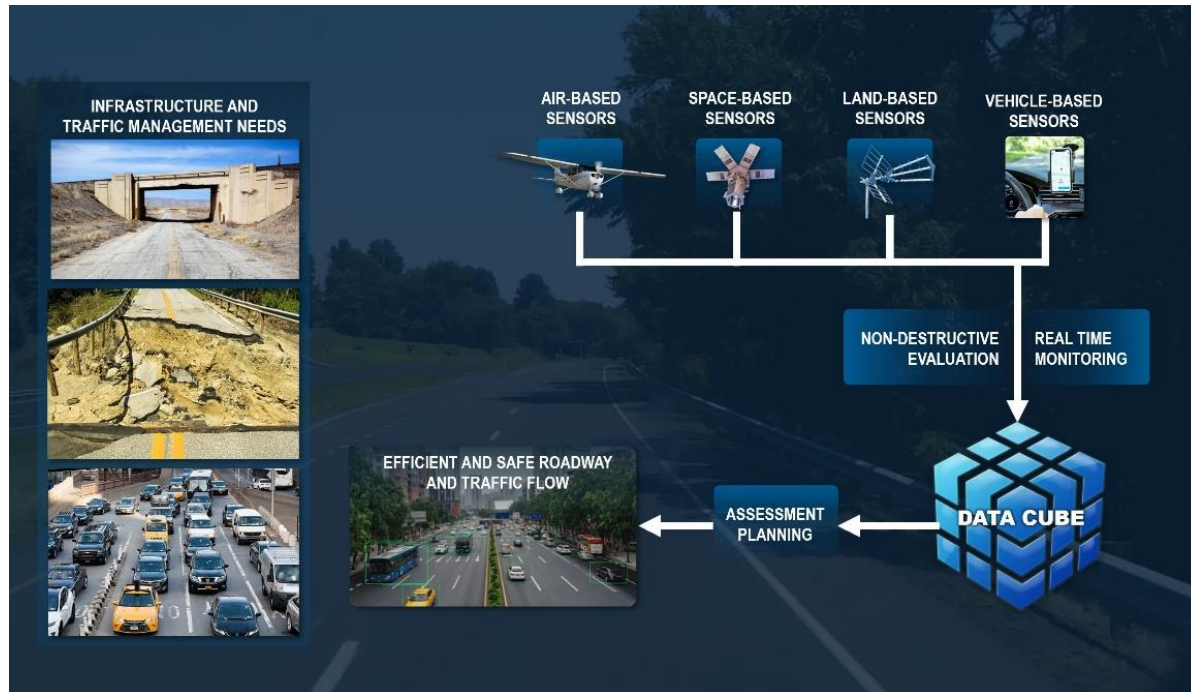 INFRASTRUCTURE AND
TRAFFIC MANAGEMENT NEEDS
AIR-BASED
SENSORS
SPACE-BASED
SENSORS
LAND-BASED
SENSORS
VEHICLE-BASED
SENSORS
NON-DESTRUCTIVE
EVALUATION
REAL TIME
MONITORING
DATA CUBE
ASSESSMENT
PLANNING
EFFICIENT AND SAFE ROADWAY
AND TRAFFIC FLOW